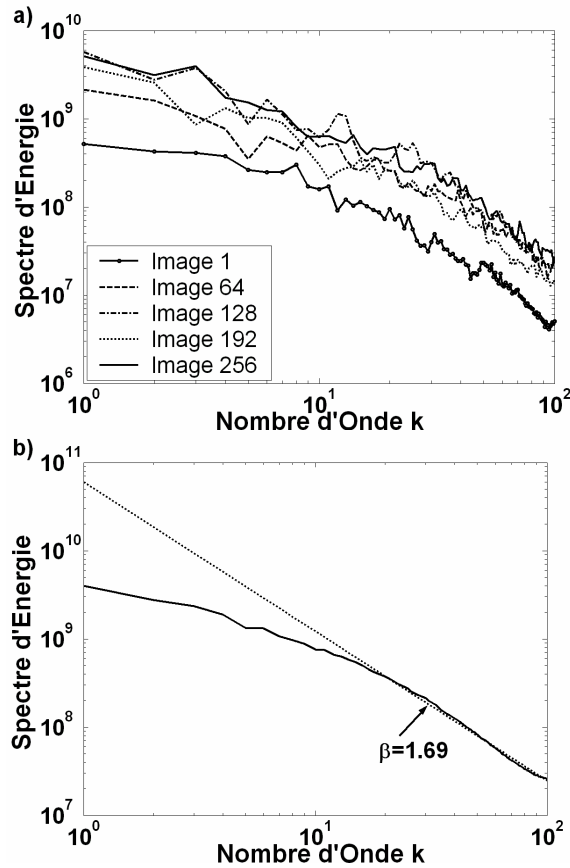 a)
10^10
10^9
10^8
10^7
10^6
Spectre d'Energie
Image 1
Image 64
Image 128
Image 192
Image 256
10^0
10^1
10^2
Nombre d'Onde k
b)
10^11
10^10
10^9
10^8
10^7
Spectre d'Energie
β=1.69
10^0
10^1
10^2
Nombre d'Onde k